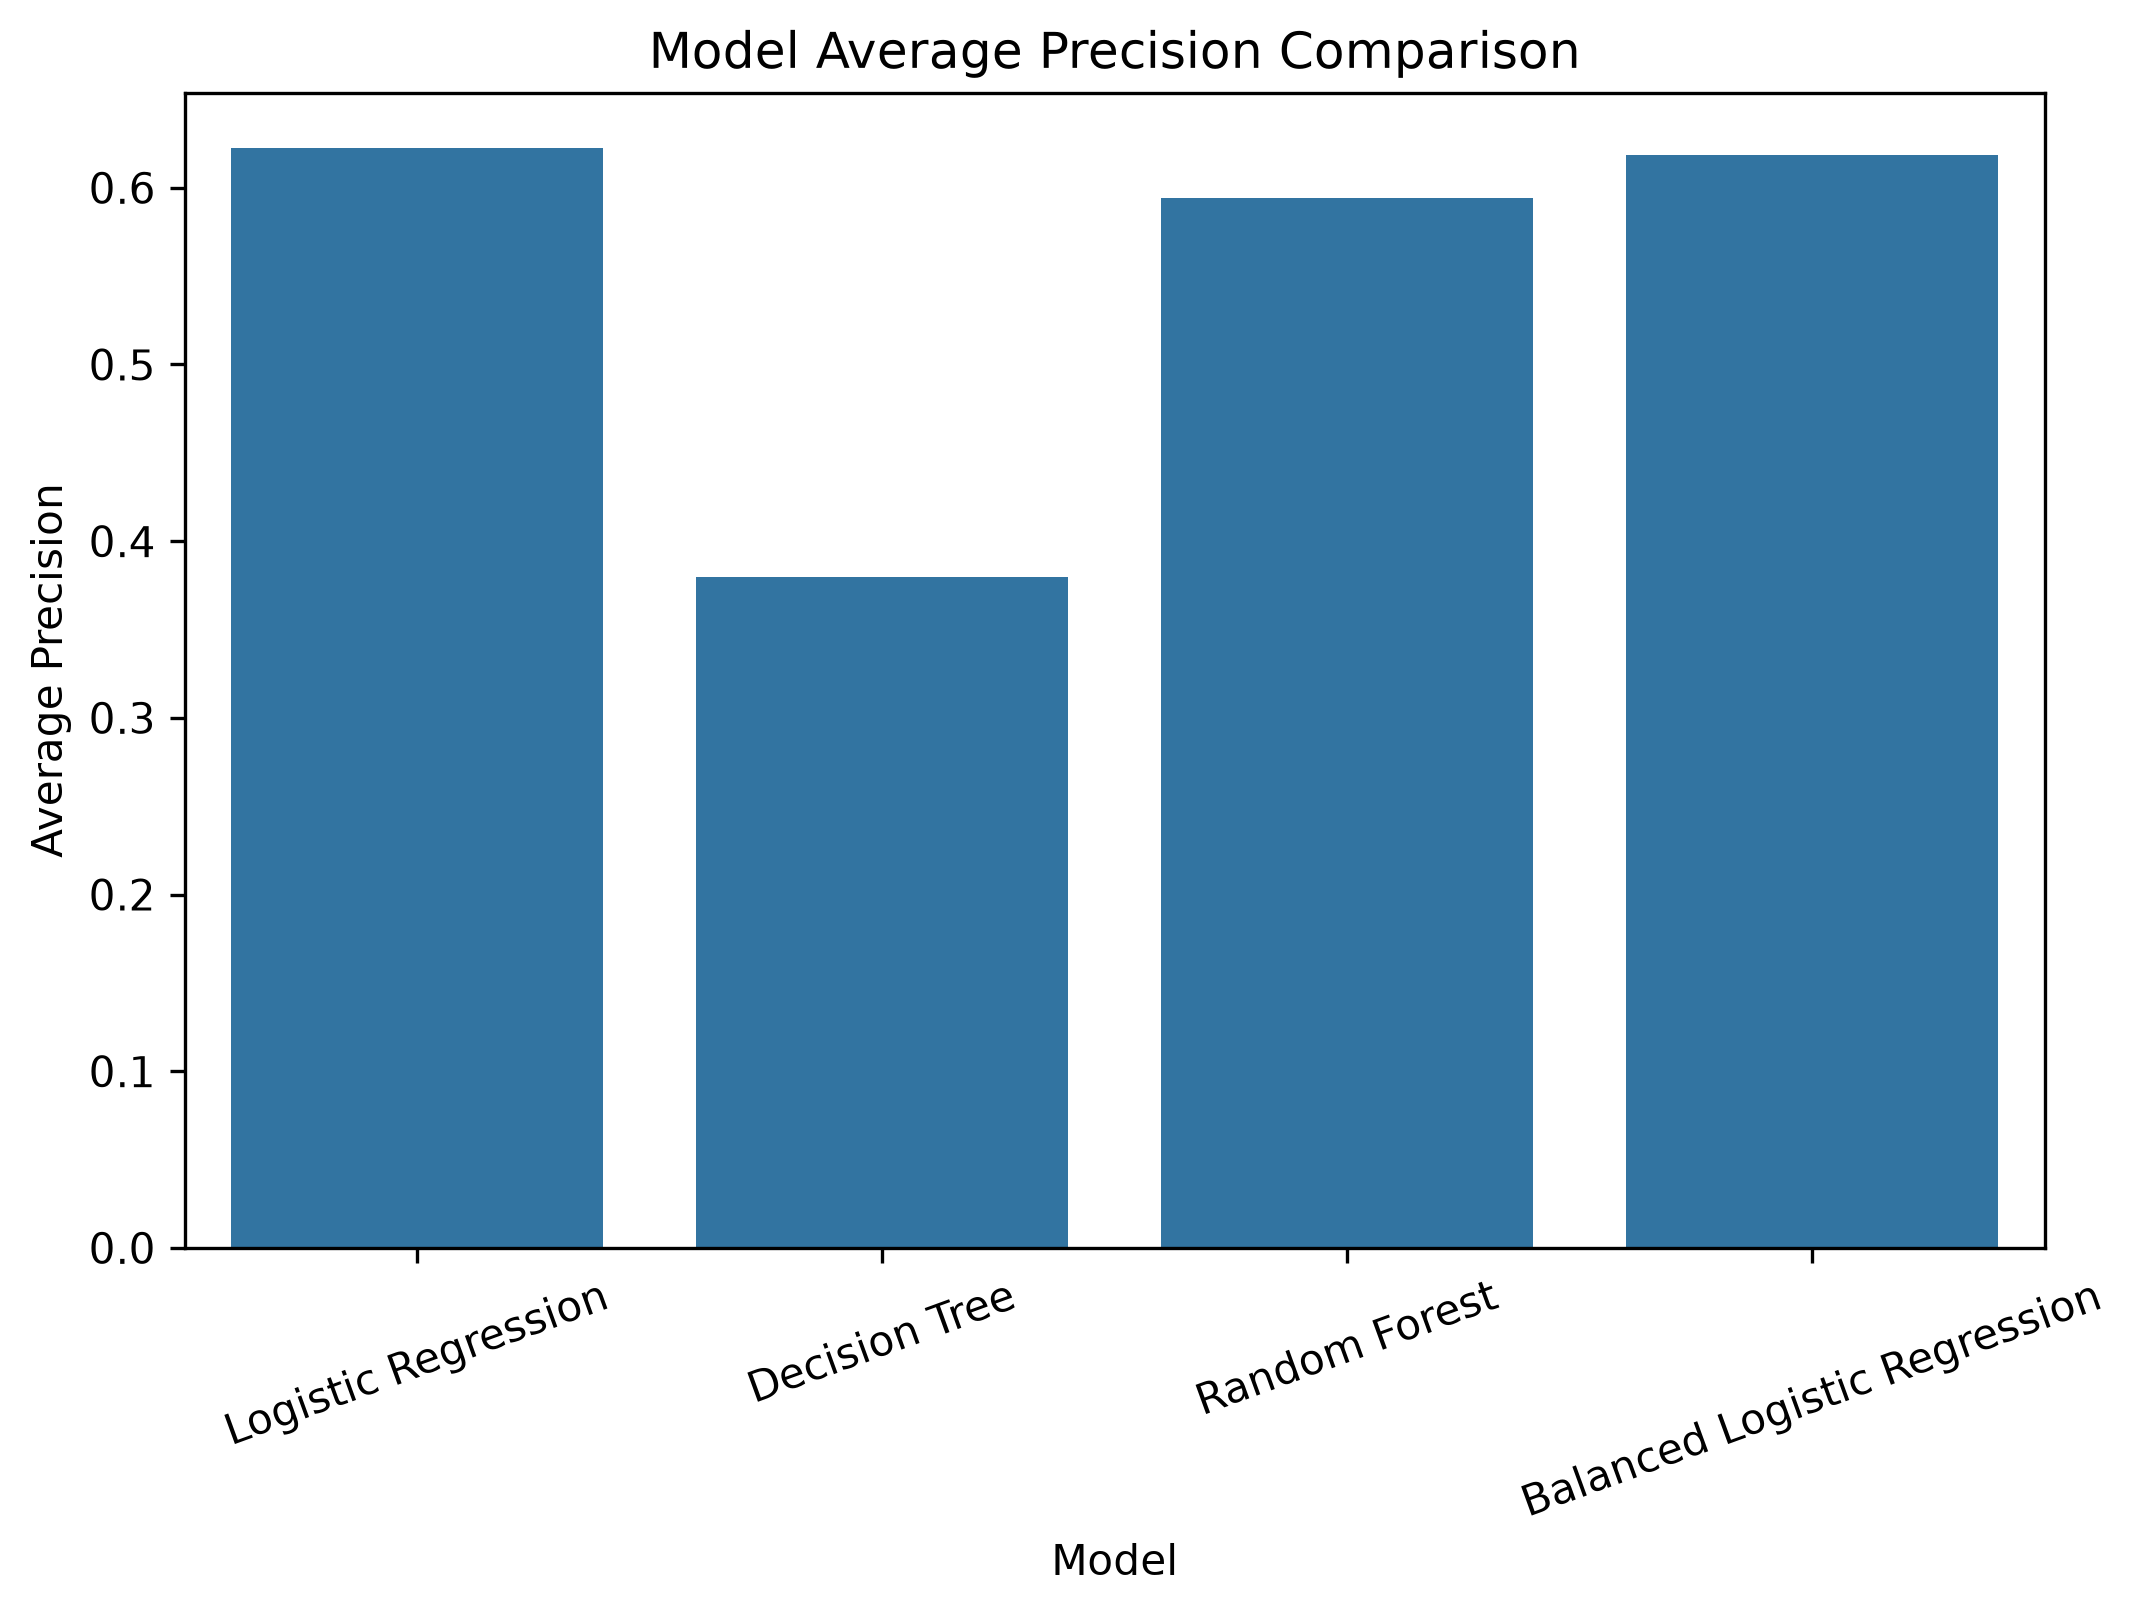 Model Average Precision Comparison
Average Precision
0.6
0.5
0.4
0.3
0.2
0.1
0.0
Logistic Regression
Decision Tree
Random Forest
Balanced Logistic Regression
Model